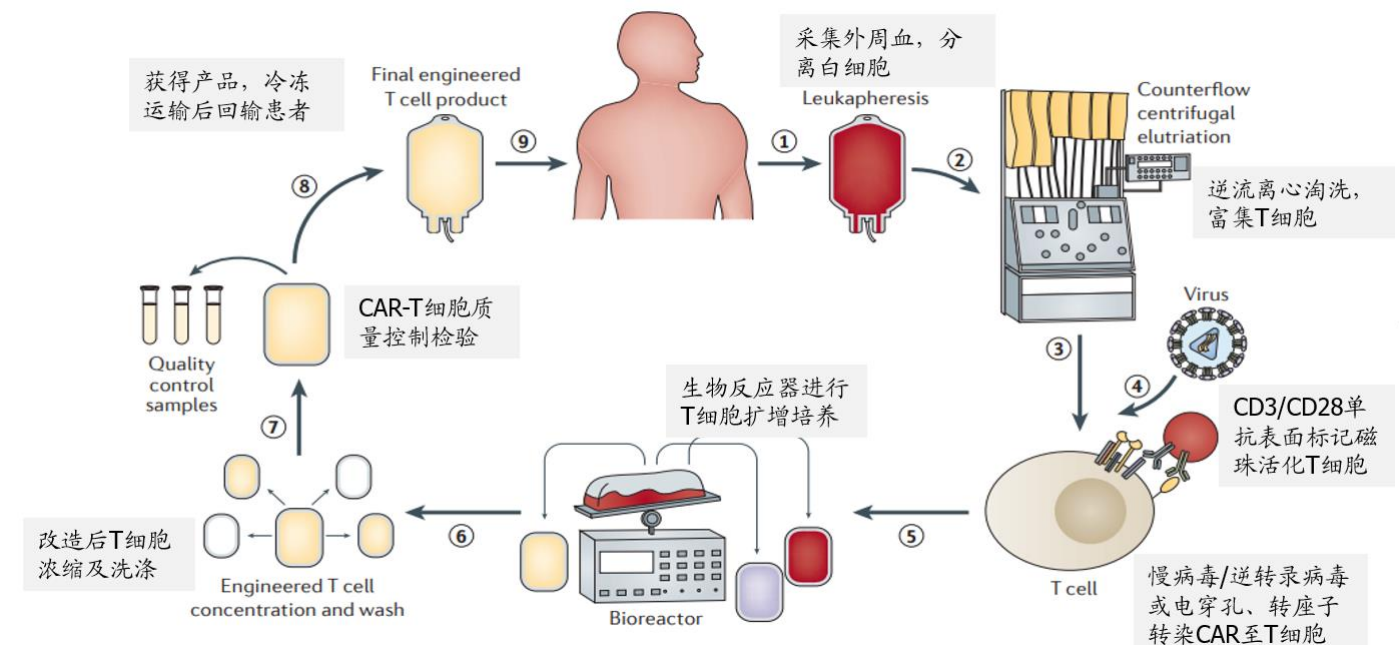 采集外周血，分
离白细胞
Leukapheresis
获得产品，冷冻
运输后回输患者
Final engineered
T cell product
⑨
①
②
Counterflow
centrifugal
elutriation
逆流离心淘洗，
富集T细胞
⑧
CAR-T细胞质
量控制检验
Quality
control
samples
Virus
③
④
CD3/CD28单
抗表面标记磁
珠活化T细胞
生物反应器进行
T细胞扩增培养
⑦
改造后T细胞
浓缩及洗涤
Engineered T cell
concentration and wash
⑥
Bioreactor
⑤
T cell
慢病毒/逆转录病毒
或电穿孔、转座子
转染CAR至T细胞